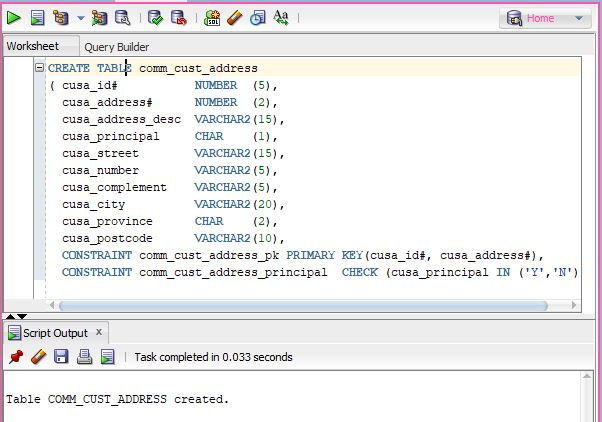 SQL
Aa
Home
Worksheet Query Builder
CREATE TABLE comm_cust_address
( cusa_id# NUMBER (5),
cusa_address# NUMBER (2),
cusa_address_desc VARCHAR2(15),
cusa_principal CHAR (1),
cusa_street VARCHAR2(15),
cusa_number VARCHAR2(5),
cusa_complement VARCHAR2(5),
cusa_city VARCHAR2(20),
cusa_province CHAR (2),
cusa_postcode VARCHAR2(10),
CONSTRAINT comm_cust_address_pk PRIMARY KEY(cusa_id#, cusa_address#),
CONSTRAINT comm_cust_address_principal CHECK (cusa_principal IN ('Y','N')
Script Output x
Task completed in 0.033 seconds
Table COMM_CUST_ADDRESS created.